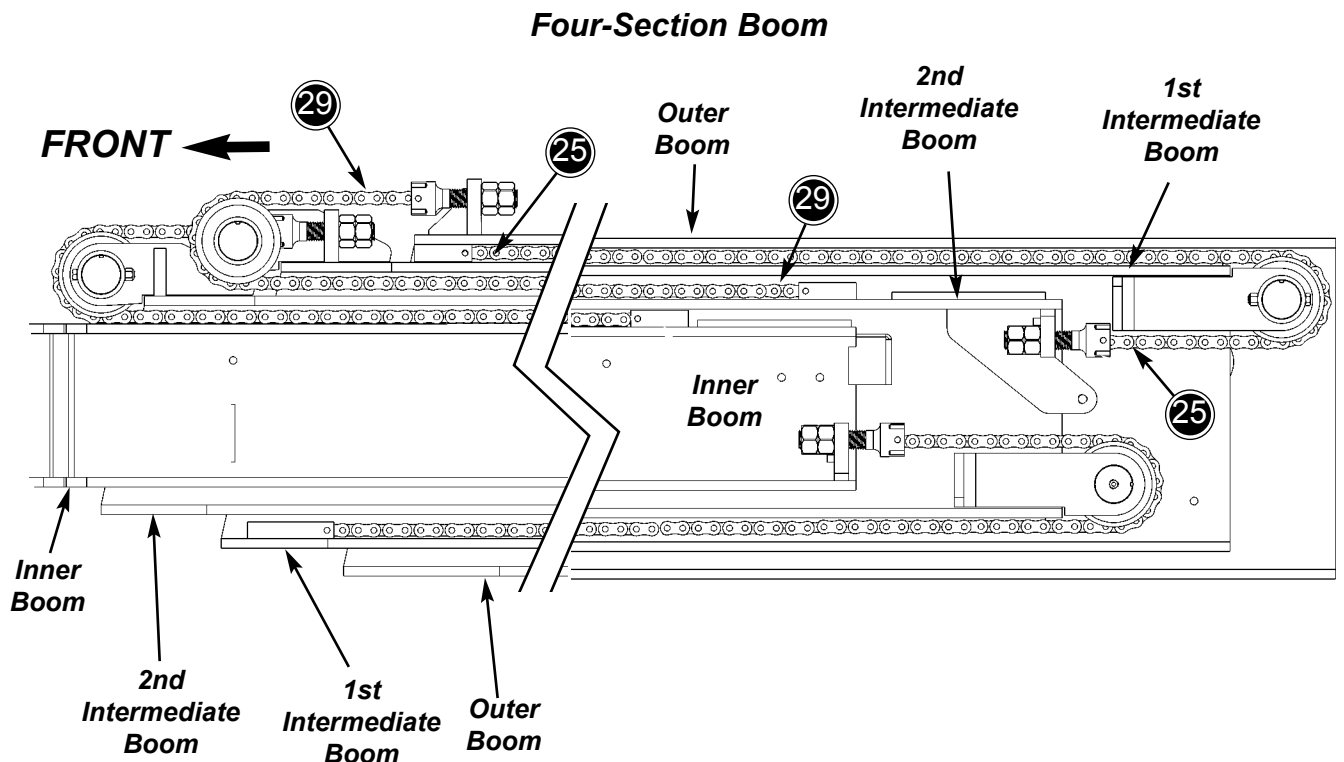 Four-Section Boom
FRONT
29
25
Outer
Boom
29
2nd
Intermediate
Boom
1st
Intermediate
Boom
Inner
Boom
25
Inner
Boom
2nd
Intermediate
Boom
1st
Intermediate
Boom
Outer
Boom